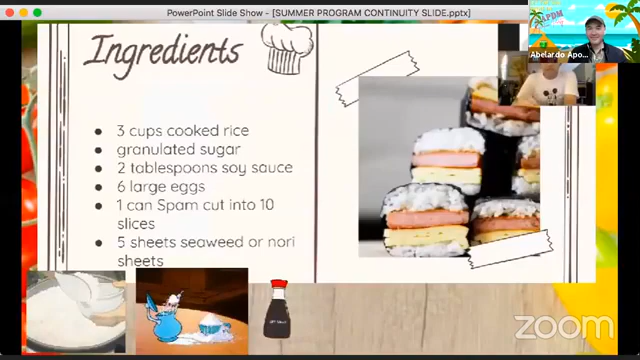 PowerPoint Slide Show - [SUMMER PROGRAM CONTINUITY SLIDE.pptx]
Ingredients
3 cups cooked rice
granulated sugar
2 tablespoons soy sauce
6 large eggs
1 can Spam cut into 10
slices
5 sheets seaweed or nori
sheets
Abelardo Apo...
zoom